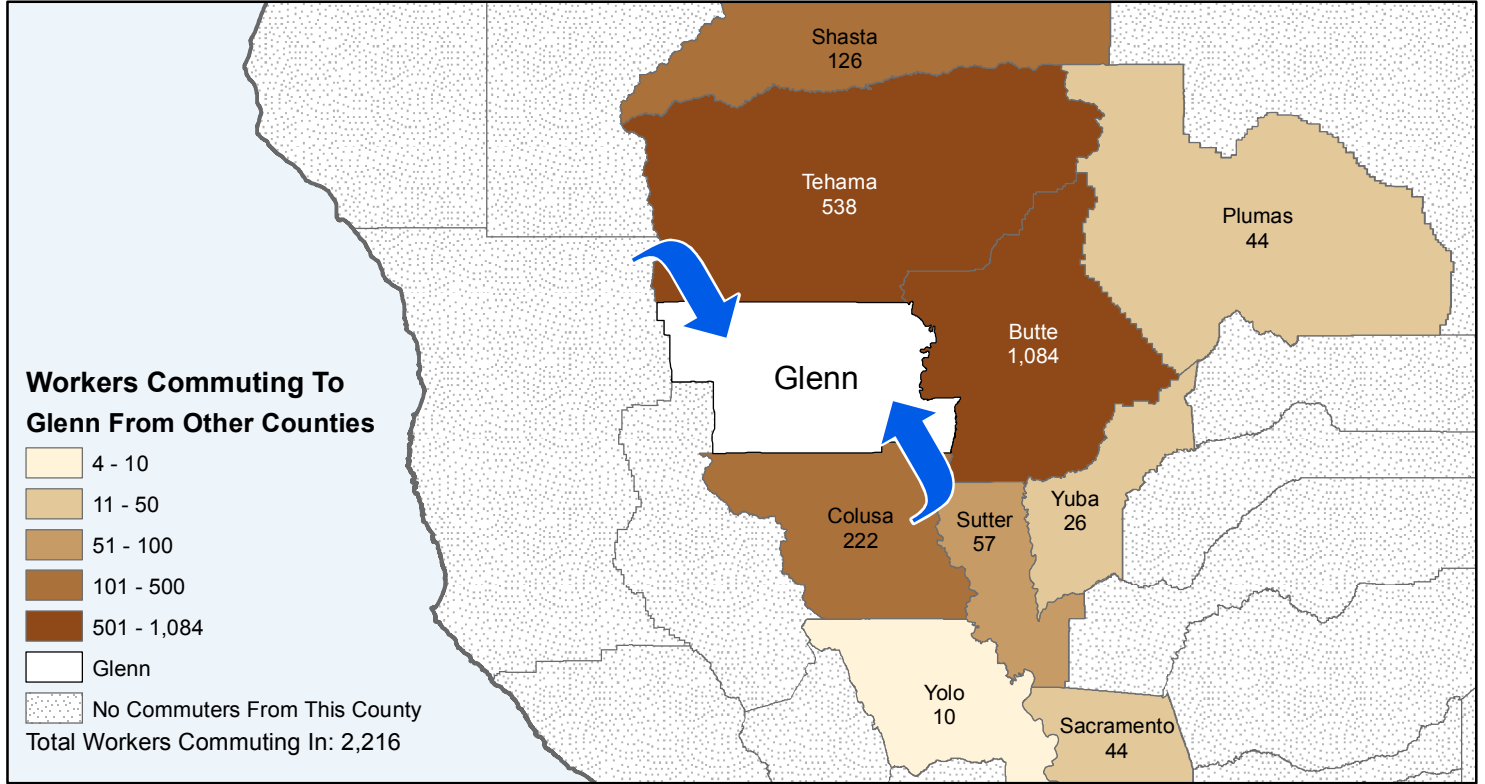 Shasta
126
Tehama
538
Plumas
44
Butte
1,084
Glenn
Colusa
222
Sutter
57
Yuba
26
Yolo
10
Sacramento
44
Workers Commuting To
Glenn From Other Counties
4 - 10
11 - 50
51 - 100
101 - 500
501 - 1,084
Glenn
No Commuters From This County
Total Workers Commuting In: 2,216